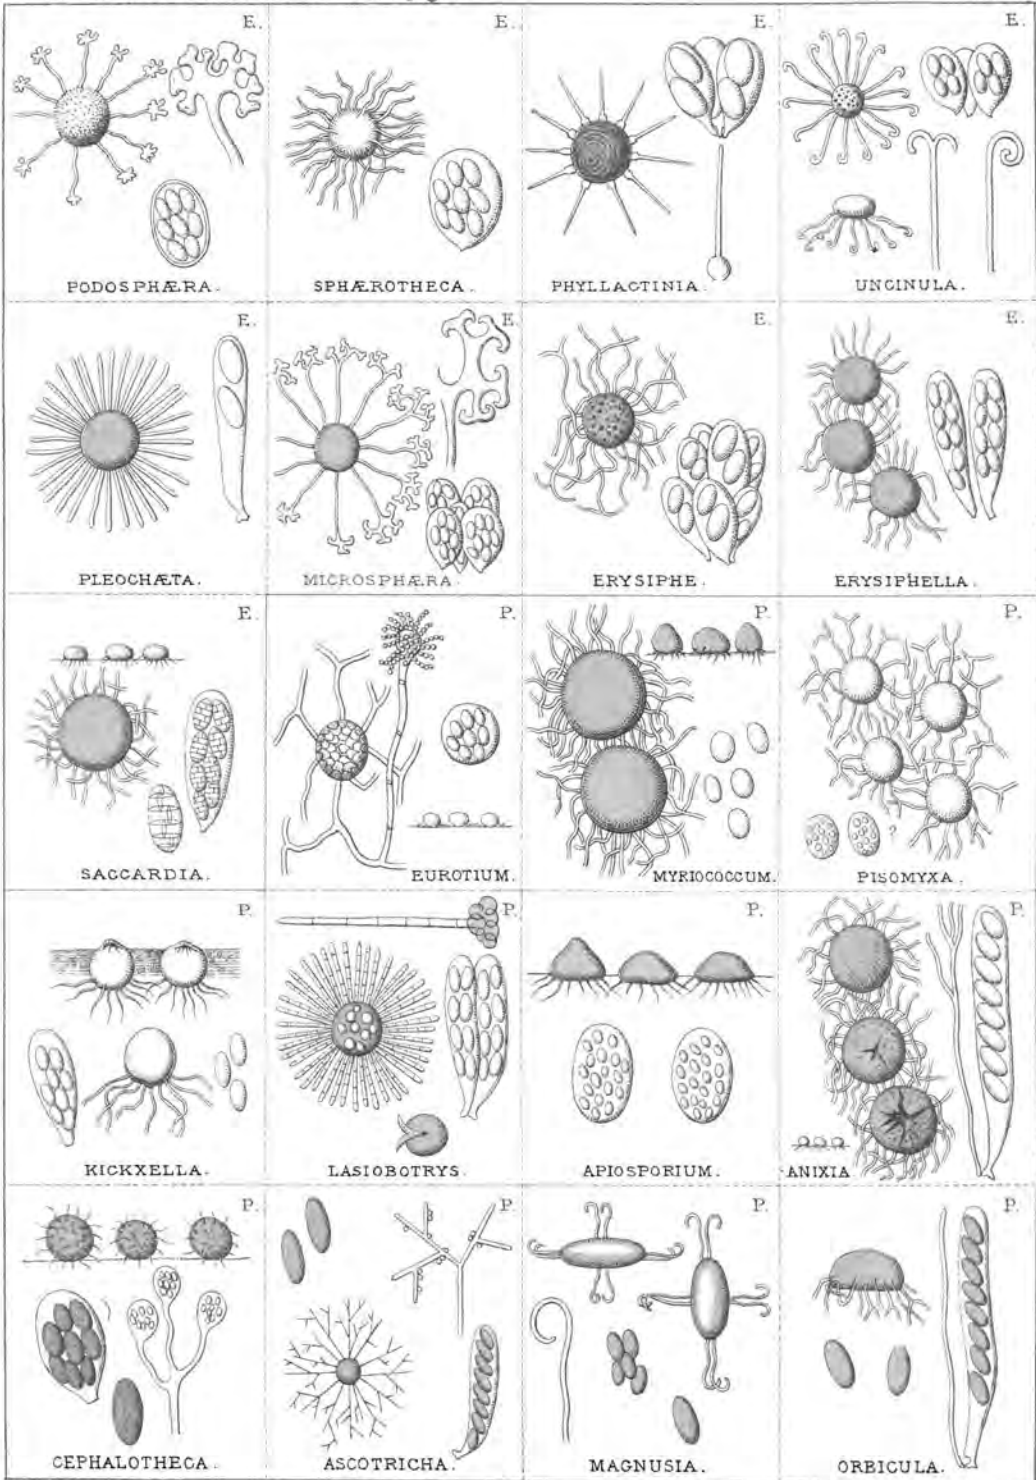 E.
PODOSPHÆRA.
E.
SPHÆROTHECA.
E.
PHYLLACTINIA.
E.
UNCINULA.
E.
PLEOCHÆTA.
E.
MICROSPHÆRA.
E.
ERYSIPHE.
E.
ERYSIPHELLA.
E.
SACCARDIA.
P.
EUROTIUM.
P.
MYRIOCOCCUM.
P.
?
PISOMYXA.
P.
KICKXELLA.
P.
LASIOBOTRYS.
P.
APIOSPORIUM.
P.
ANIXIA
P.
CEPHALOTHECA.
P.
ASCOTRICHA.
P.
MAGNUSIA.
P.
ORBICULA.